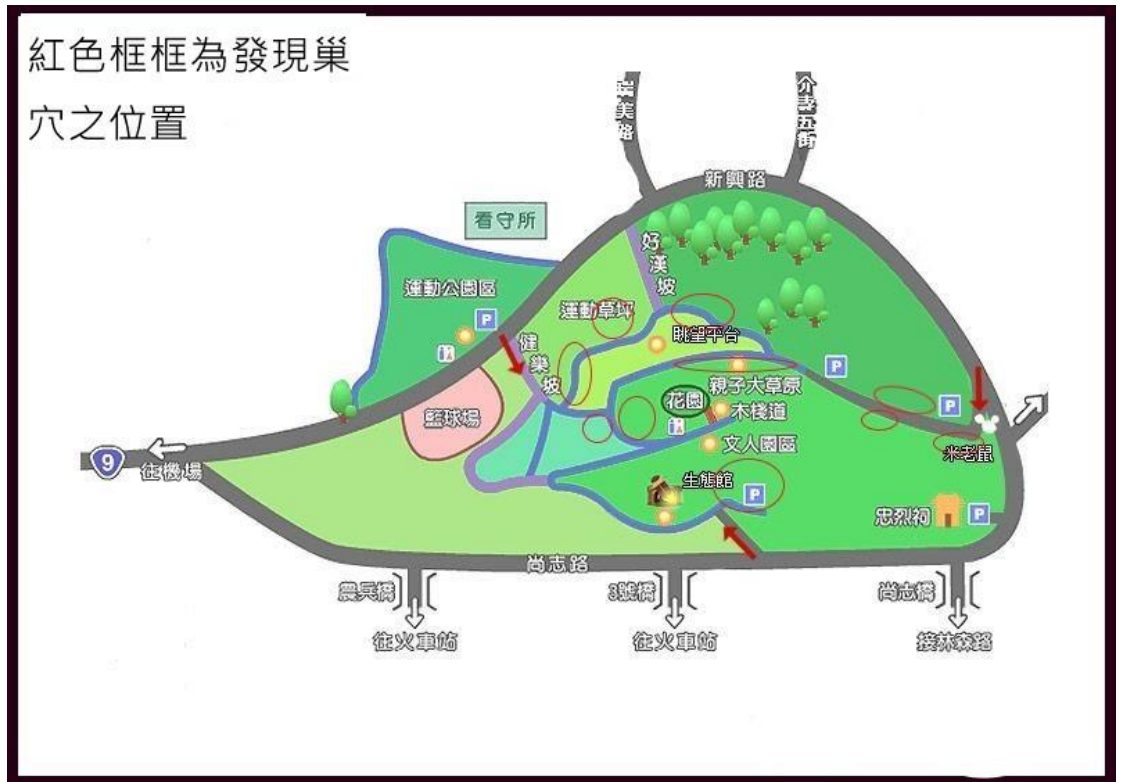 紅色框框為發現巢
穴之位置
介壽五街
新興路
看守所
好漢坡
運動公園區
P
運動草坪
眺望平台
健樂坡
P
親子大草原
花園
木棧道
P
籃球場
文人園區
米老鼠
9
往機場
生態館
P
忠烈祠
P
尚志路
農兵橋
3號橋
尚志橋
往火車站
往火車站
接林森路